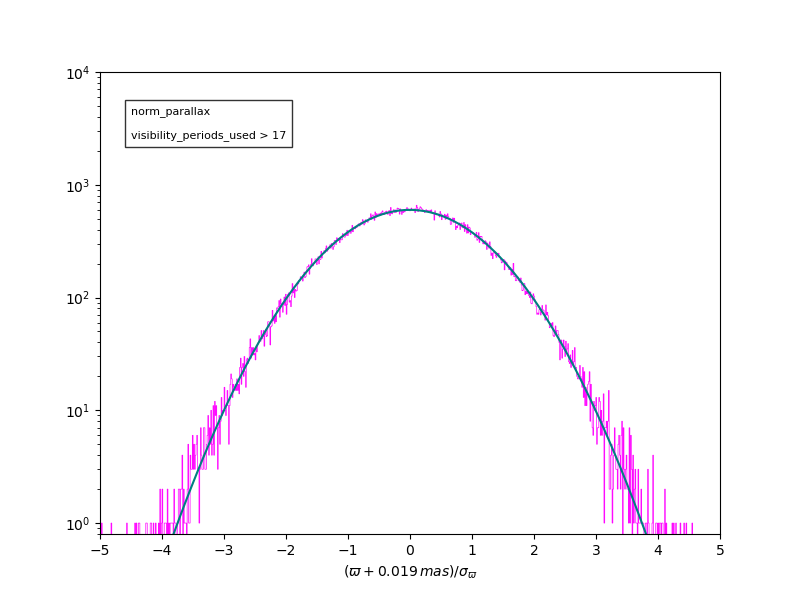 norm_parallax
visibility_periods_used > 17
10⁴
10³
10²
10¹
10⁰
−5 −4 −3 −2 −1 0 1 2 3 4 5
(ϖ + 0.019 mas)/σ_ϖ